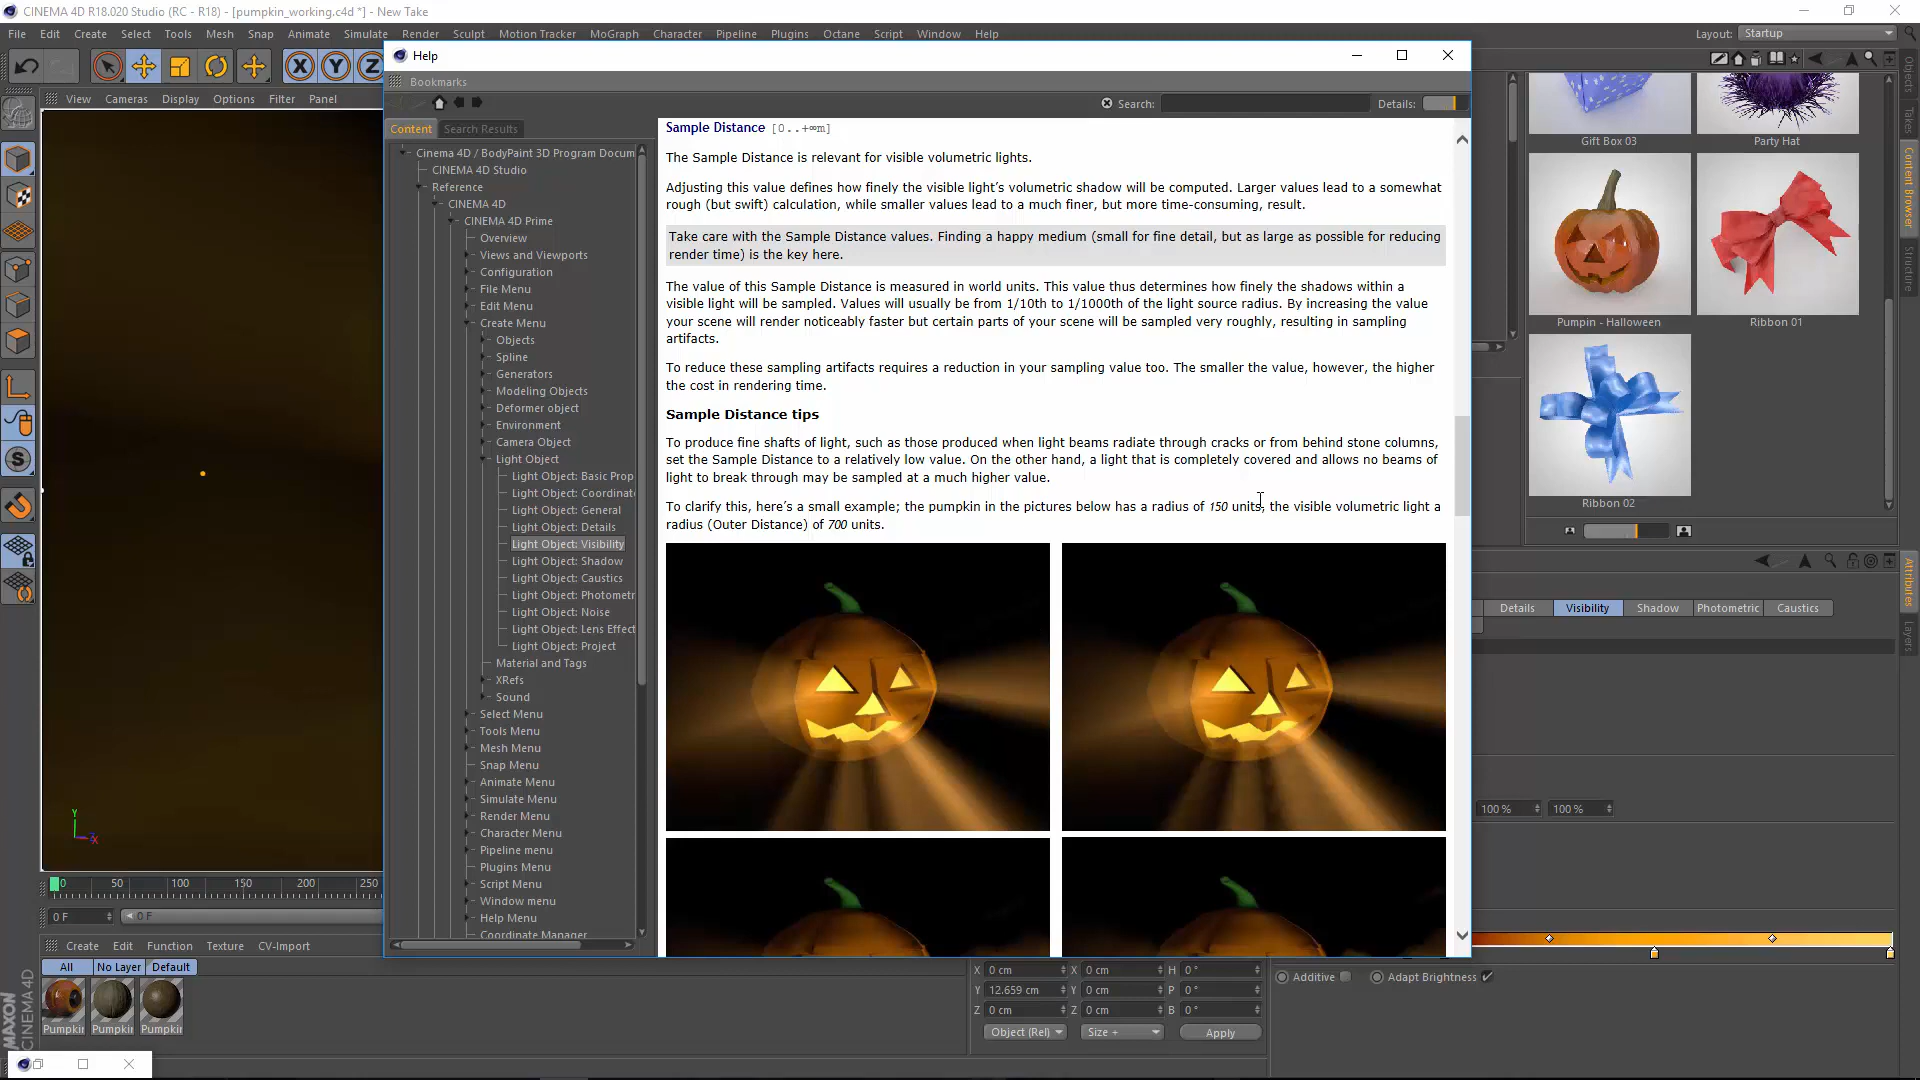 CINEMA 4D R18.020 Studio (RC - R18) - [pumpkin_working.c4d *] - New Take
File Edit Create Select Tools Mesh Snap Animate Simulate Render Sculpt Motion Tracker MoGraph Character Pipeline Plugins Octane Script Window Help
Layout: Startup
X Y Z
View Cameras Display Options Filter Panel
Help
Bookmarks
Search: Details:
Content Search Results
Cinema 4D / BodyPaint 3D Program Docum
CINEMA 4D Studio
Reference
CINEMA 4D
CINEMA 4D Prime
Overview
Views and Viewports
Configuration
File Menu
Edit Menu
Create Menu
Objects
Spline
Generators
Modeling Objects
Deformer object
Environment
Camera Object
Light Object
Light Object: Basic Prop
Light Object: Coordinate
Light Object: General
Light Object: Details
Light Object: Visibility
Light Object: Shadow
Light Object: Caustics
Light Object: Photometr
Light Object: Noise
Light Object: Lens Effect
Light Object: Project
Material and Tags
XRefs
Sound
Select Menu
Tools Menu
Mesh Menu
Snap Menu
Animate Menu
Simulate Menu
Render Menu
Character Menu
Pipeline menu
Plugins Menu
Script Menu
Window menu
Help Menu
Coordinate Manager
Sample Distance [0..+∞m]
The Sample Distance is relevant for visible volumetric lights.
Adjusting this value defines how finely the visible light's volumetric shadow will be computed. Larger values lead to a somewhat
rough (but swift) calculation, while smaller values lead to a much finer, but more time-consuming, result.
Take care with the Sample Distance values. Finding a happy medium (small for fine detail, but as large as possible for reducing
render time) is the key here.
The value of this Sample Distance is measured in world units. This value thus determines how finely the shadows within a
visible light will be sampled. Values will usually be from 1/10th to 1/1000th of the light source radius. By increasing the value
your scene will render noticeably faster but certain parts of your scene will be sampled very roughly, resulting in sampling
artifacts.
To reduce these sampling artifacts requires a reduction in your sampling value too. The smaller the value, however, the higher
the cost in rendering time.
Sample Distance tips
To produce fine shafts of light, such as those produced when light beams radiate through cracks or from behind stone columns,
set the Sample Distance to a relatively low value. On the other hand, a light that is completely covered and allows no beams of
light to break through may be sampled at a much higher value.
To clarify this, here's a small example; the pumpkin in the pictures below has a radius of 150 units, the visible volumetric light a
radius (Outer Distance) of 700 units.
Gift Box 03 Party Hat
Pumpin - Halloween Ribbon 01
Ribbon 02
Objects
Takes
Content Browser
Structure
Attributes
Layers
Details Visibility Shadow Photometric Caustics
100 % 100 %
Additive Adapt Brightness
Y
Z X
0 50 100 150 200 250
0 F 0 F
Create Edit Function Texture CV-Import
All No Layer Default
Pumpkin Pumpkin Pumpkin
X 0 cm X 0 cm H 0 °
Y 12.659 cm Y 0 cm P 0 °
Z 0 cm Z 0 cm B 0 °
Object (Rel) Size + Apply
MAXON
CINEMA 4D